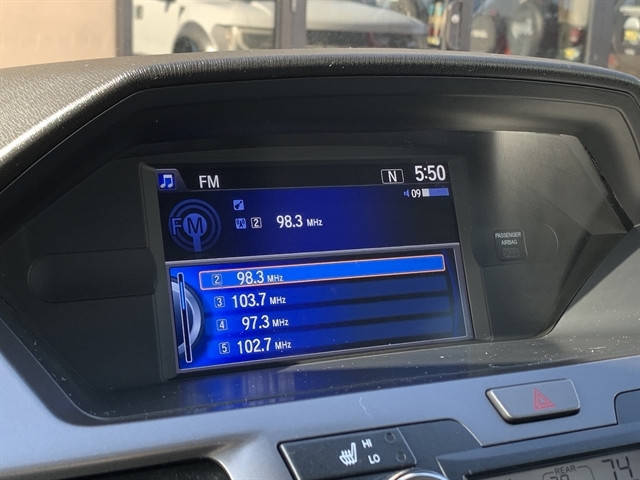 FM N 5:50
09
FM 2 98.3 MHz
2 98.3 MHz
3 103.7 MHz
4 97.3 MHz
5 102.7 MHz
PASSENGER
AIRBAG
HI
LO
REAR
74